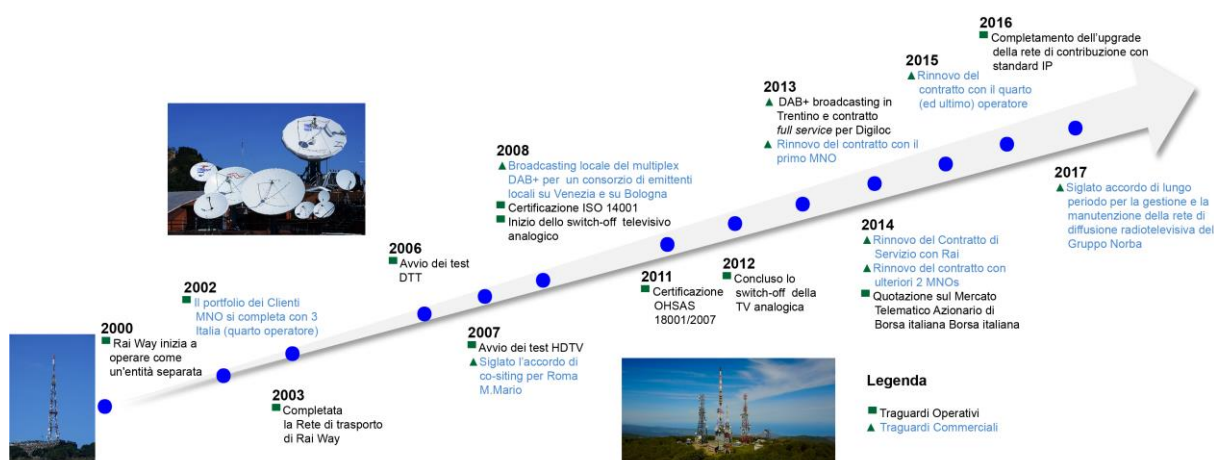 2000
Rai Way inizia a
operare come
un'entità separata
2002
Il portfolio dei Clienti
MNO si completa con 3
Italia (quarto operatore)
2003
Completata
la Rete di trasporto
di Rai Way
2006
Avvio dei test
DTT
2007
Avvio dei test HDTV
Siglato l'accordo di
co-siting per Roma
M.Mario
2008
Broadcasting locale del multiplex
DAB+ per un consorzio di emittenti
locali su Venezia e su Bologna
Certificazione ISO 14001
Inizio dello switch-off televisivo
analogico
2011
Certificazione
OHSAS
18001/2007
2012
Concluso lo
switch-off della
TV analogica
2013
DAB+ broadcasting in
Trentino e contratto
full service per Digiloc
Rinnovo del contratto con il
primo MNO
2014
Rinnovo del Contratto di
Servizio con Rai
Rinnovo del contratto con
ulteriori 2 MNOs
Quotazione sul Mercato
Telematico Azionario di
Borsa italiana Borsa italiana
2015
Rinnovo del
contratto con il quarto
(ed ultimo) operatore
2016
Completamento dell'upgrade
della rete di contribuzione con
standard IP
2017
Siglato accordo di lungo
periodo per la gestione e la
manutenzione della rete di
diffusione radiotelevisiva del
Gruppo Norba
Legenda
Traguardi Operativi
Traguardi Commerciali